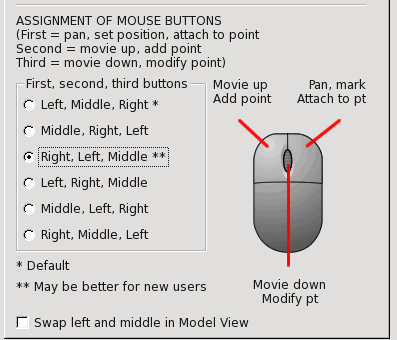 ASSIGNMENT OF MOUSE BUTTONS
(First = pan, set position, attach to point
Second = movie up, add point
Third = movie down, modify point)
First, second, third buttons
Left, Middle, Right *
Middle, Right, Left
Right, Left, Middle **
Left, Right, Middle
Middle, Left, Right
Right, Middle, Left
Movie up
Add point
Pan, mark
Attach to pt
Movie down
Modify pt
* Default
** May be better for new users
Swap left and middle in Model View